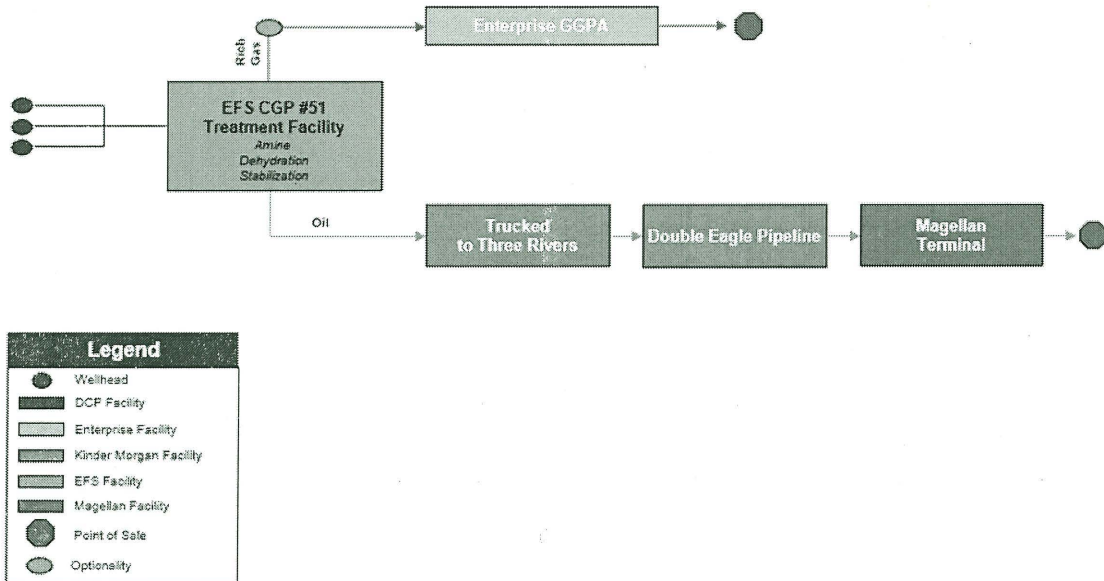 Rich
Gas
Enterprise GGPA
EFS CGP #51
Treatment Facility
Amine
Dehydration
Stabilization
Oil
Trucked
to Three Rivers
Double Eagle Pipeline
Magellan
Terminal
Legend
Wellhead
DCP Facility
Enterprise Facility
Kinder Morgan Facility
EFS Facility
Magellan Facility
Point of Sale
Optionality